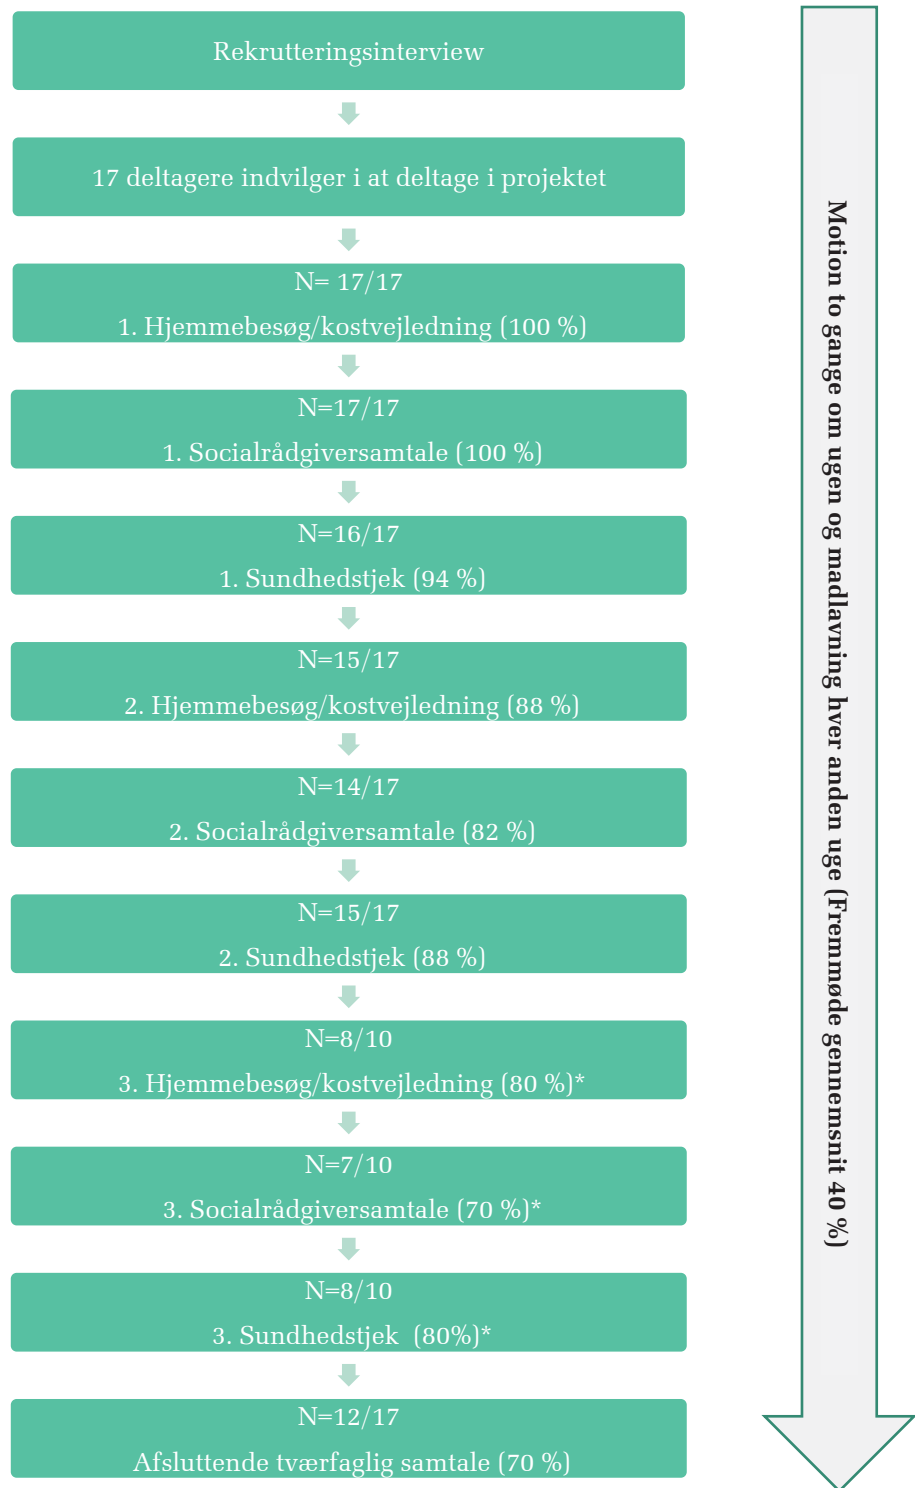 Rekrutteringsinterview
17 deltagere indvilger i at deltage i projektet
N= 17/17
1. Hjemmebesøg/kostvejledning (100 %)
N=17/17
1. Socialrådgiversamtale (100 %)
N=16/17
1. Sundhedstjek (94 %)
N=15/17
2. Hjemmebesøg/kostvejledning (88 %)
N=14/17
2. Socialrådgiversamtale (82 %)
N=15/17
2. Sundhedstjek (88 %)
N=8/10
3. Hjemmebesøg/kostvejledning (80 %)*
N=7/10
3. Socialrådgiversamtale (70 %)*
N=8/10
3. Sundhedstjek  (80%)*
N=12/17
Afsluttende tværfaglig samtale (70 %)
Motion to gange om ugen og madlavning hver anden uge (Fremmøde gennemsnit 40 %)